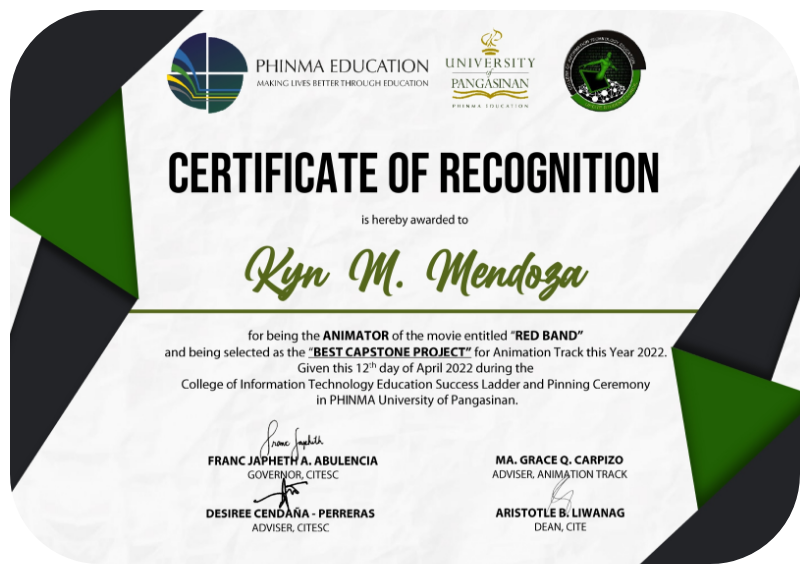 PHINMA EDUCATION
MAKING LIVES BETTER THROUGH EDUCATION
UNIVERSITY
of
PANGASINAN
PHINMA EDUCATION
CERTIFICATE OF RECOGNITION
is hereby awarded to
Kyn M. Mendoza
for being the ANIMATOR of the movie entitled “RED BAND”
and being selected as the “BEST CAPSTONE PROJECT” for Animation Track this Year 2022.
Given this 12th day of April 2022 during the
College of Information Technology Education Success Ladder and Pinning Ceremony
in PHINMA University of Pangasinan.
Franc Japheth
FRANC JAPHETH A. ABULENCIA
GOVERNOR, CITESC
MA. GRACE Q. CARPIZO
ADVISER, ANIMATION TRACK
DESIREE CENDAÑA - PERRERAS
ADVISER, CITESC
ARISTOTLE B. LIWANAG
DEAN, CITE